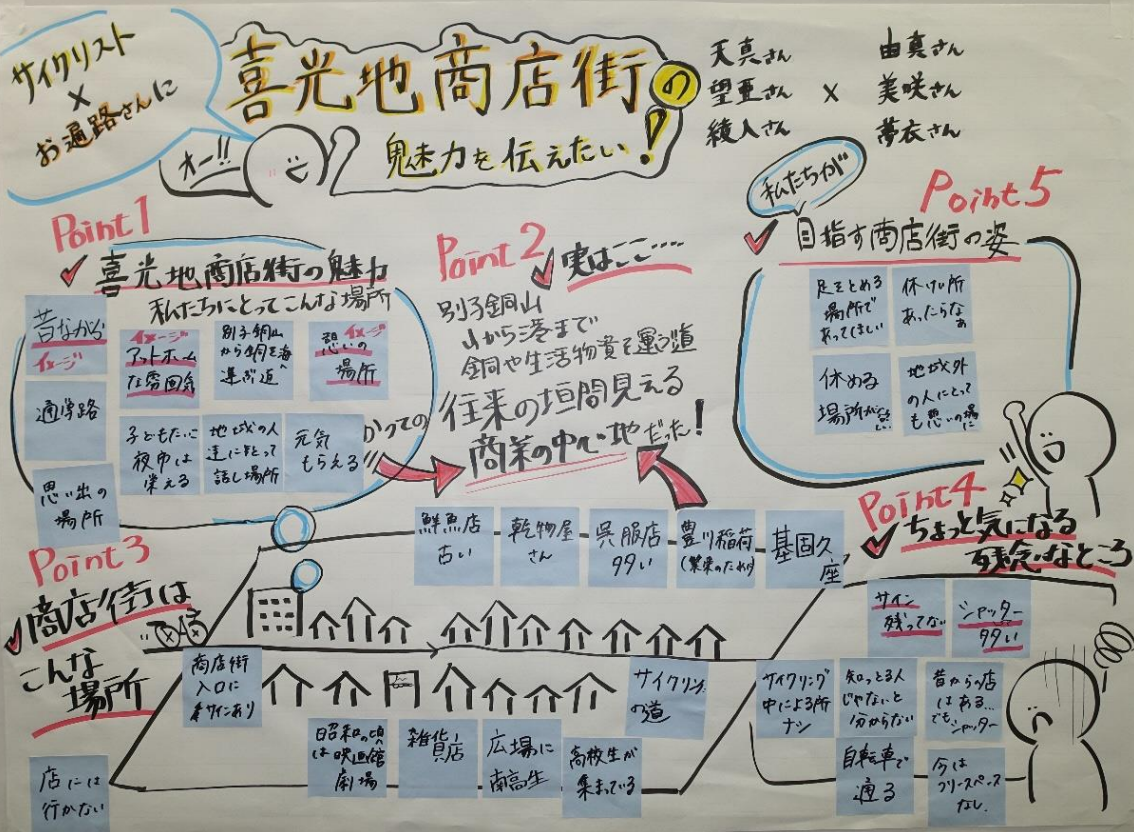 サイクリスト
×
お遍路さんに
喜光地商店街の
魅力を伝えたい!
オー!!
天真さん
望亜さん
綾人さん
×
由真さん
美咲さん
夢衣さん
Point1
喜光地商店街の魅力
私たちにとってこんな場所
昔ながら
イメージ
イメージ
アットホーム
な雰囲気
別子銅山
から銅を海へ
運ぶ道
イメージ
憩いの
場所
通学路
子どもたちに
夜市は
栄える
地域の人
達にとって
話し場所
元気
もらえる
思い出の
場所
Point2
実はここ……
別子銅山
山から港まで
銅や生活物資を運ぶ道
かつての
往来の垣間見える
商業の中心地だった!
鮮魚店
古い
乾物屋
さん
呉服店
多い
豊川稲荷
(繁栄のため)
基固久
座
Point5
私たちが
目指す商店街の姿
足をとめる
場所で
あってほしい
休け所
あったらなぁ
休める
場所が欲しい
地域外
の人にとって
も思いの場に
Point3
商店街は
こんな
場所
商店街
入口に
サインあり
店には
行かない
昭和の頃
は映画館
劇場
雑貨店
広場に
南高生
高校生が
集まっている
サイクリング
の道
Point4
ちょっと気になる
残念なところ
サイン
残ってない
シャッター
多い
サイクリング
中による所
ナシ
知っとる人
じゃないと
分からない
昔からの店
はある…
でもシャッター
自転車で
通る
今は
フリースペース
なし